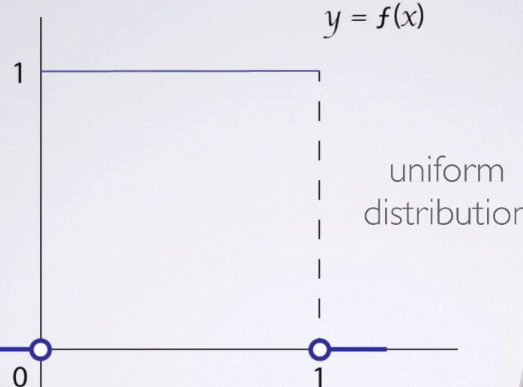 y = f(x)
1
uniform
distribution
0
1